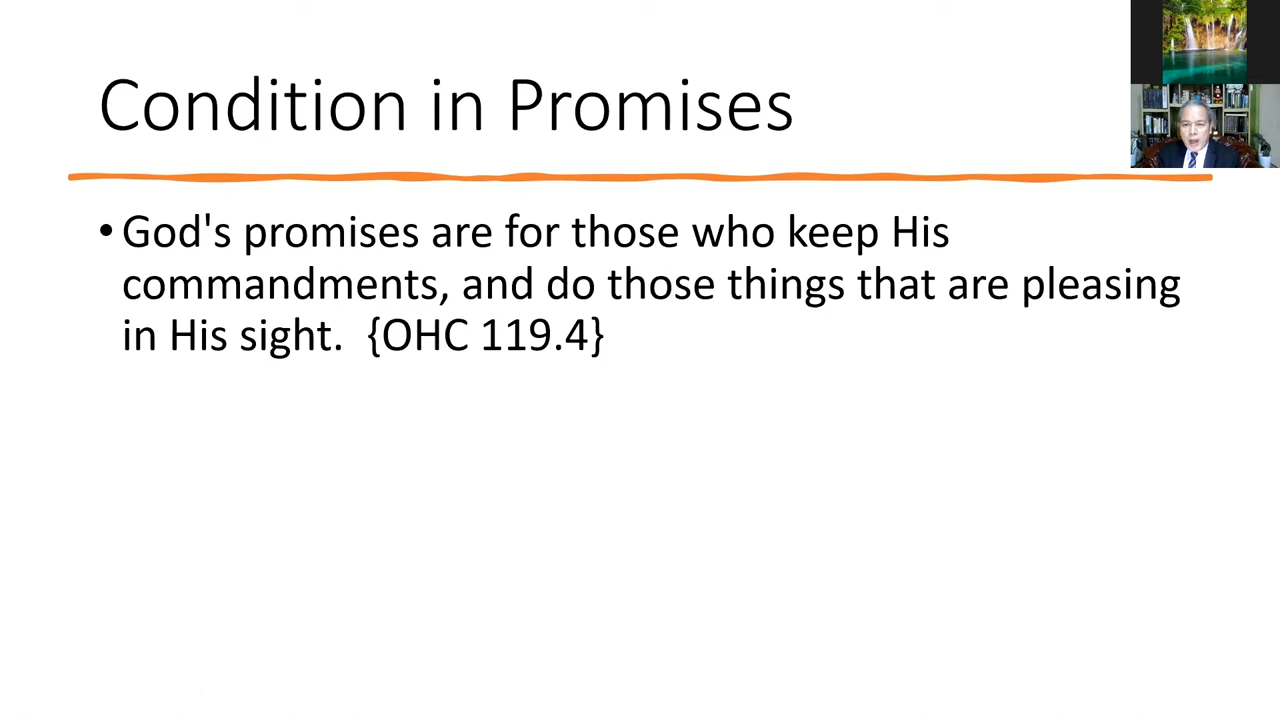 Condition in Promises
• God's promises are for those who keep His
commandments, and do those things that are pleasing
in His sight.  {OHC 119.4}